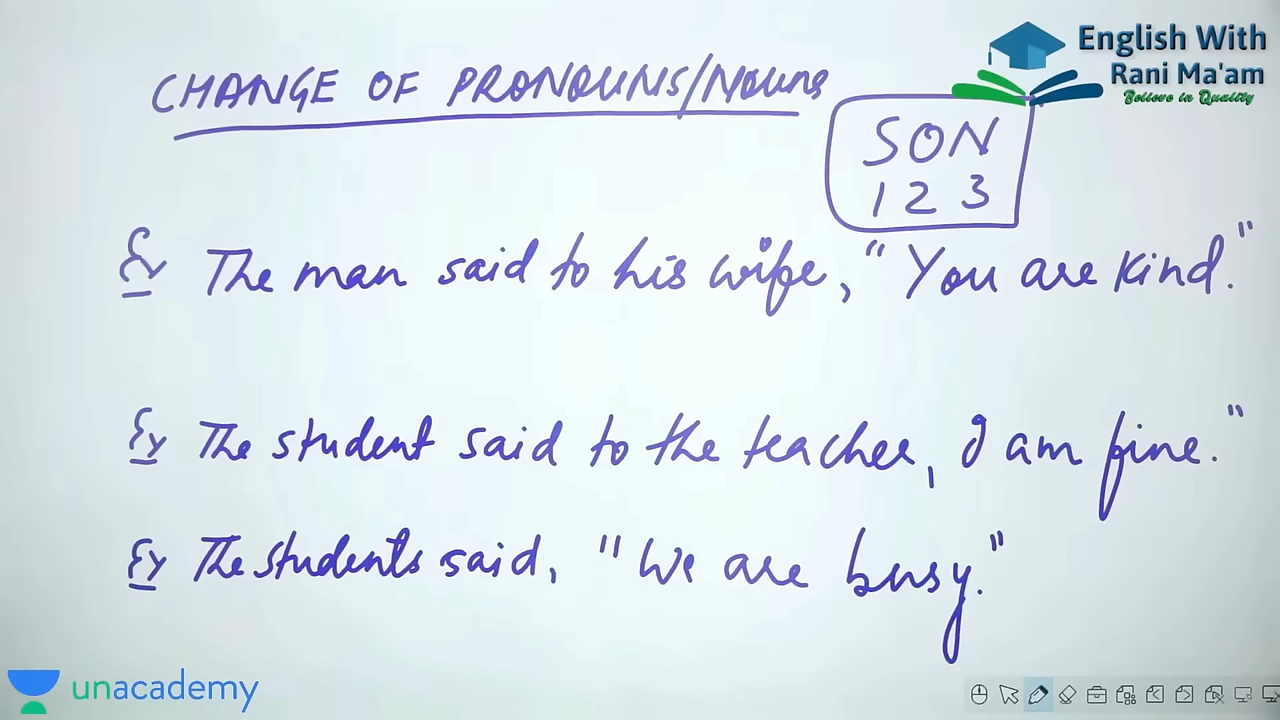 English With
Rani Ma'am
Believe in Quality
CHANGE OF PRONOUNS/Nouns
SON
1 2 3
Ex The man said to his wife, "You are kind."
Ex The student said to the teacher, I am fine."
Ex The students said, "We are busy."
unacademy